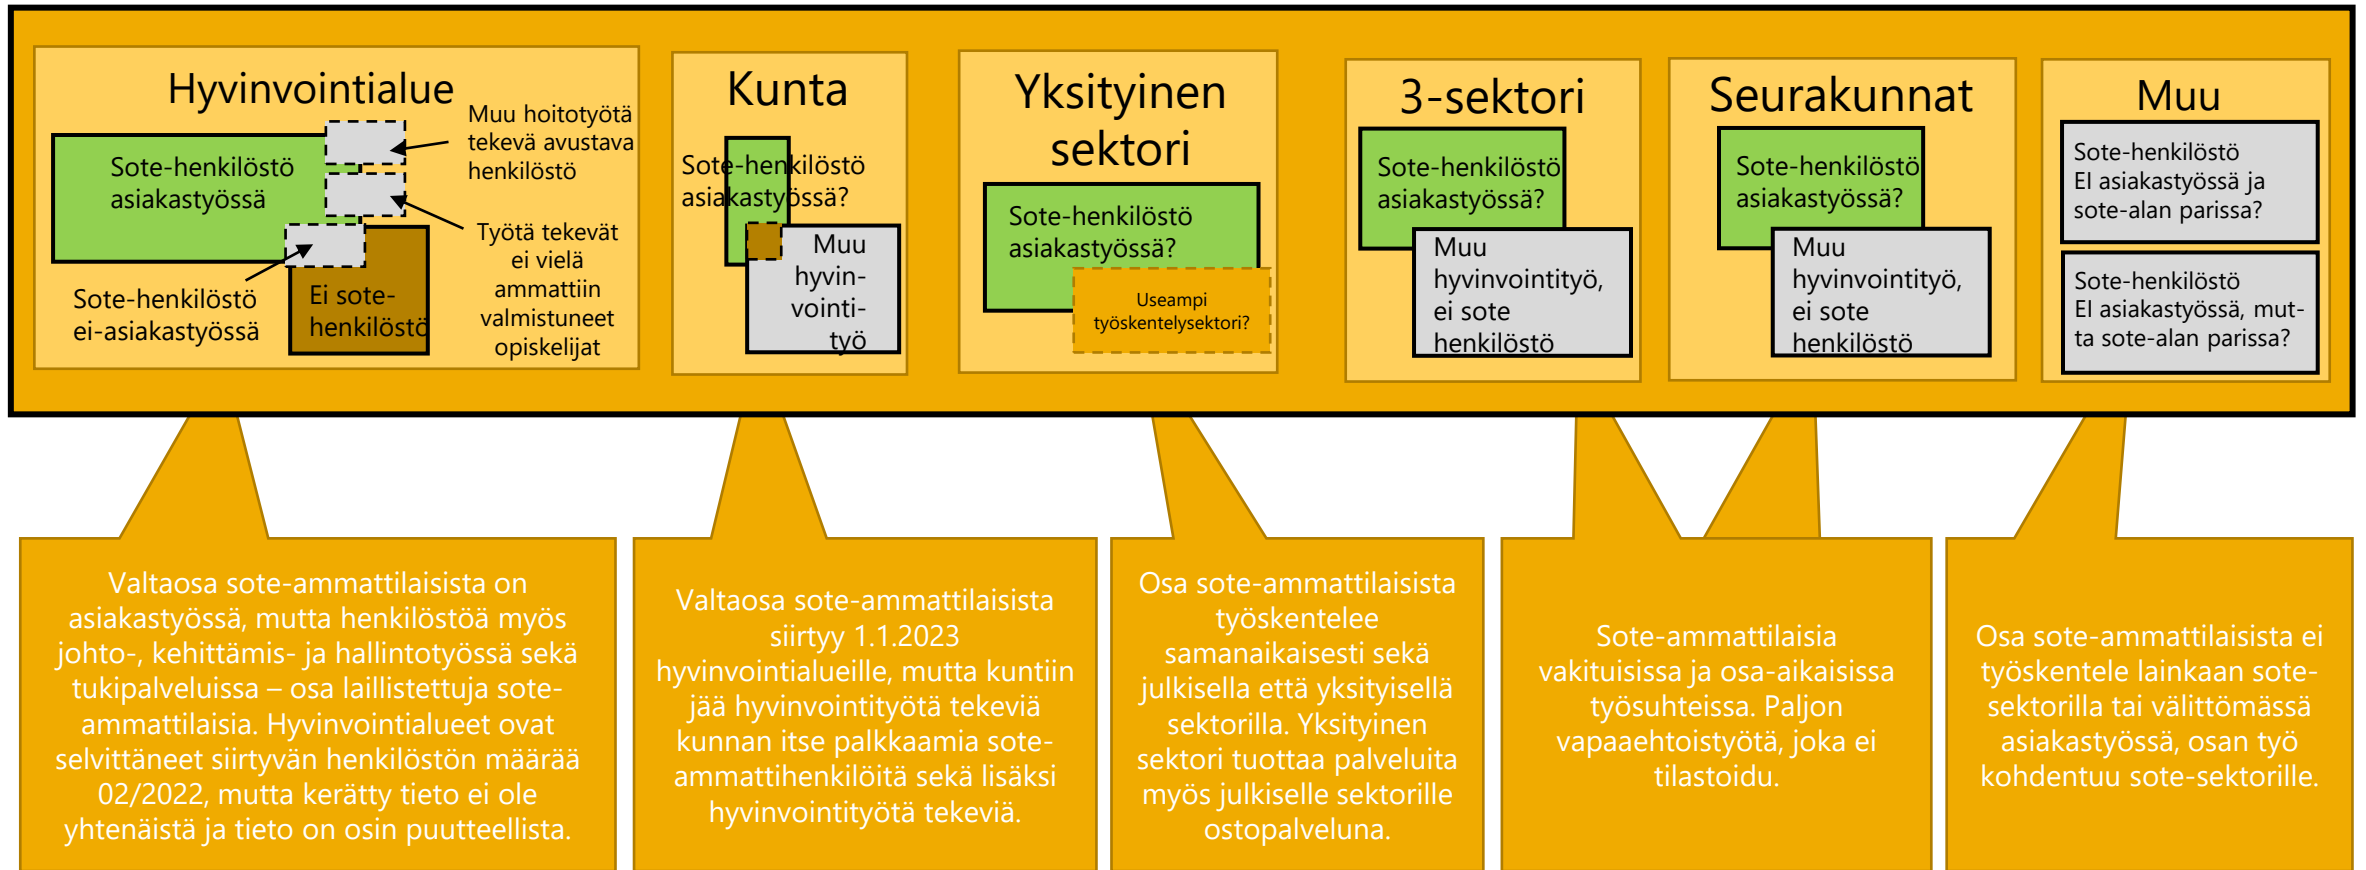 Hyvinvointialue
Sote-henkilöstö
asiakastyössä
Muu hoitotyötä
tekevä avustava
henkilöstö
Työtä tekevät
ei vielä
ammattiin
valmistuneet
opiskelijat
Sote-henkilöstö
ei-asiakastyössä
Ei sote-
henkilöstö
Kunta
Sote-henkilöstö
asiakastyössä?
Muu
hyvin-
vointi-
työ
Yksityinen
sektori
Sote-henkilöstö
asiakastyössä?
Useampi
työskentelysektori?
3-sektori
Sote-henkilöstö
asiakastyössä?
Muu
hyvinvointityö,
ei sote
henkilöstö
Seurakunnat
Sote-henkilöstö
asiakastyössä?
Muu
hyvinvointityö,
ei sote
henkilöstö
Muu
Sote-henkilöstö
EI asiakastyössä ja
sote-alan parissa?
Sote-henkilöstö
EI asiakastyössä, mut-
ta sote-alan parissa?
Valtaosa sote-ammattilaisista on
asiakastyössä, mutta henkilöstöä myös
johto-, kehittämis- ja hallintotyössä sekä
tukipalveluissa – osa laillistettuja sote-
ammattilaisia. Hyvinvointialueet ovat
selvittäneet siirtyvän henkilöstön määrää
02/2022, mutta kerätty tieto ei ole
yhtenäistä ja tieto on osin puutteellista.
Valtaosa sote-ammattilaisista
siirtyy 1.1.2023
hyvinvointialueille, mutta kuntiin
jää hyvinvointityötä tekeviä
kunnan itse palkkaamia sote-
ammattihenkilöitä sekä lisäksi
hyvinvointityötä tekeviä.
Osa sote-ammattilaisista
työskentelee
samanaikaisesti sekä
julkisella että yksityisellä
sektorilla. Yksityinen
sektori tuottaa palveluita
myös julkiselle sektorille
ostopalveluna.
Sote-ammattilaisia
vakituisissa ja osa-aikaisissa
työsuhteissa. Paljon
vapaaehtoistyötä, joka ei
tilastoidu.
Osa sote-ammattilaisista ei
työskentele lainkaan sote-
sektorilla tai välittömässä
asiakastyössä, osan työ
kohdentuu sote-sektorille.